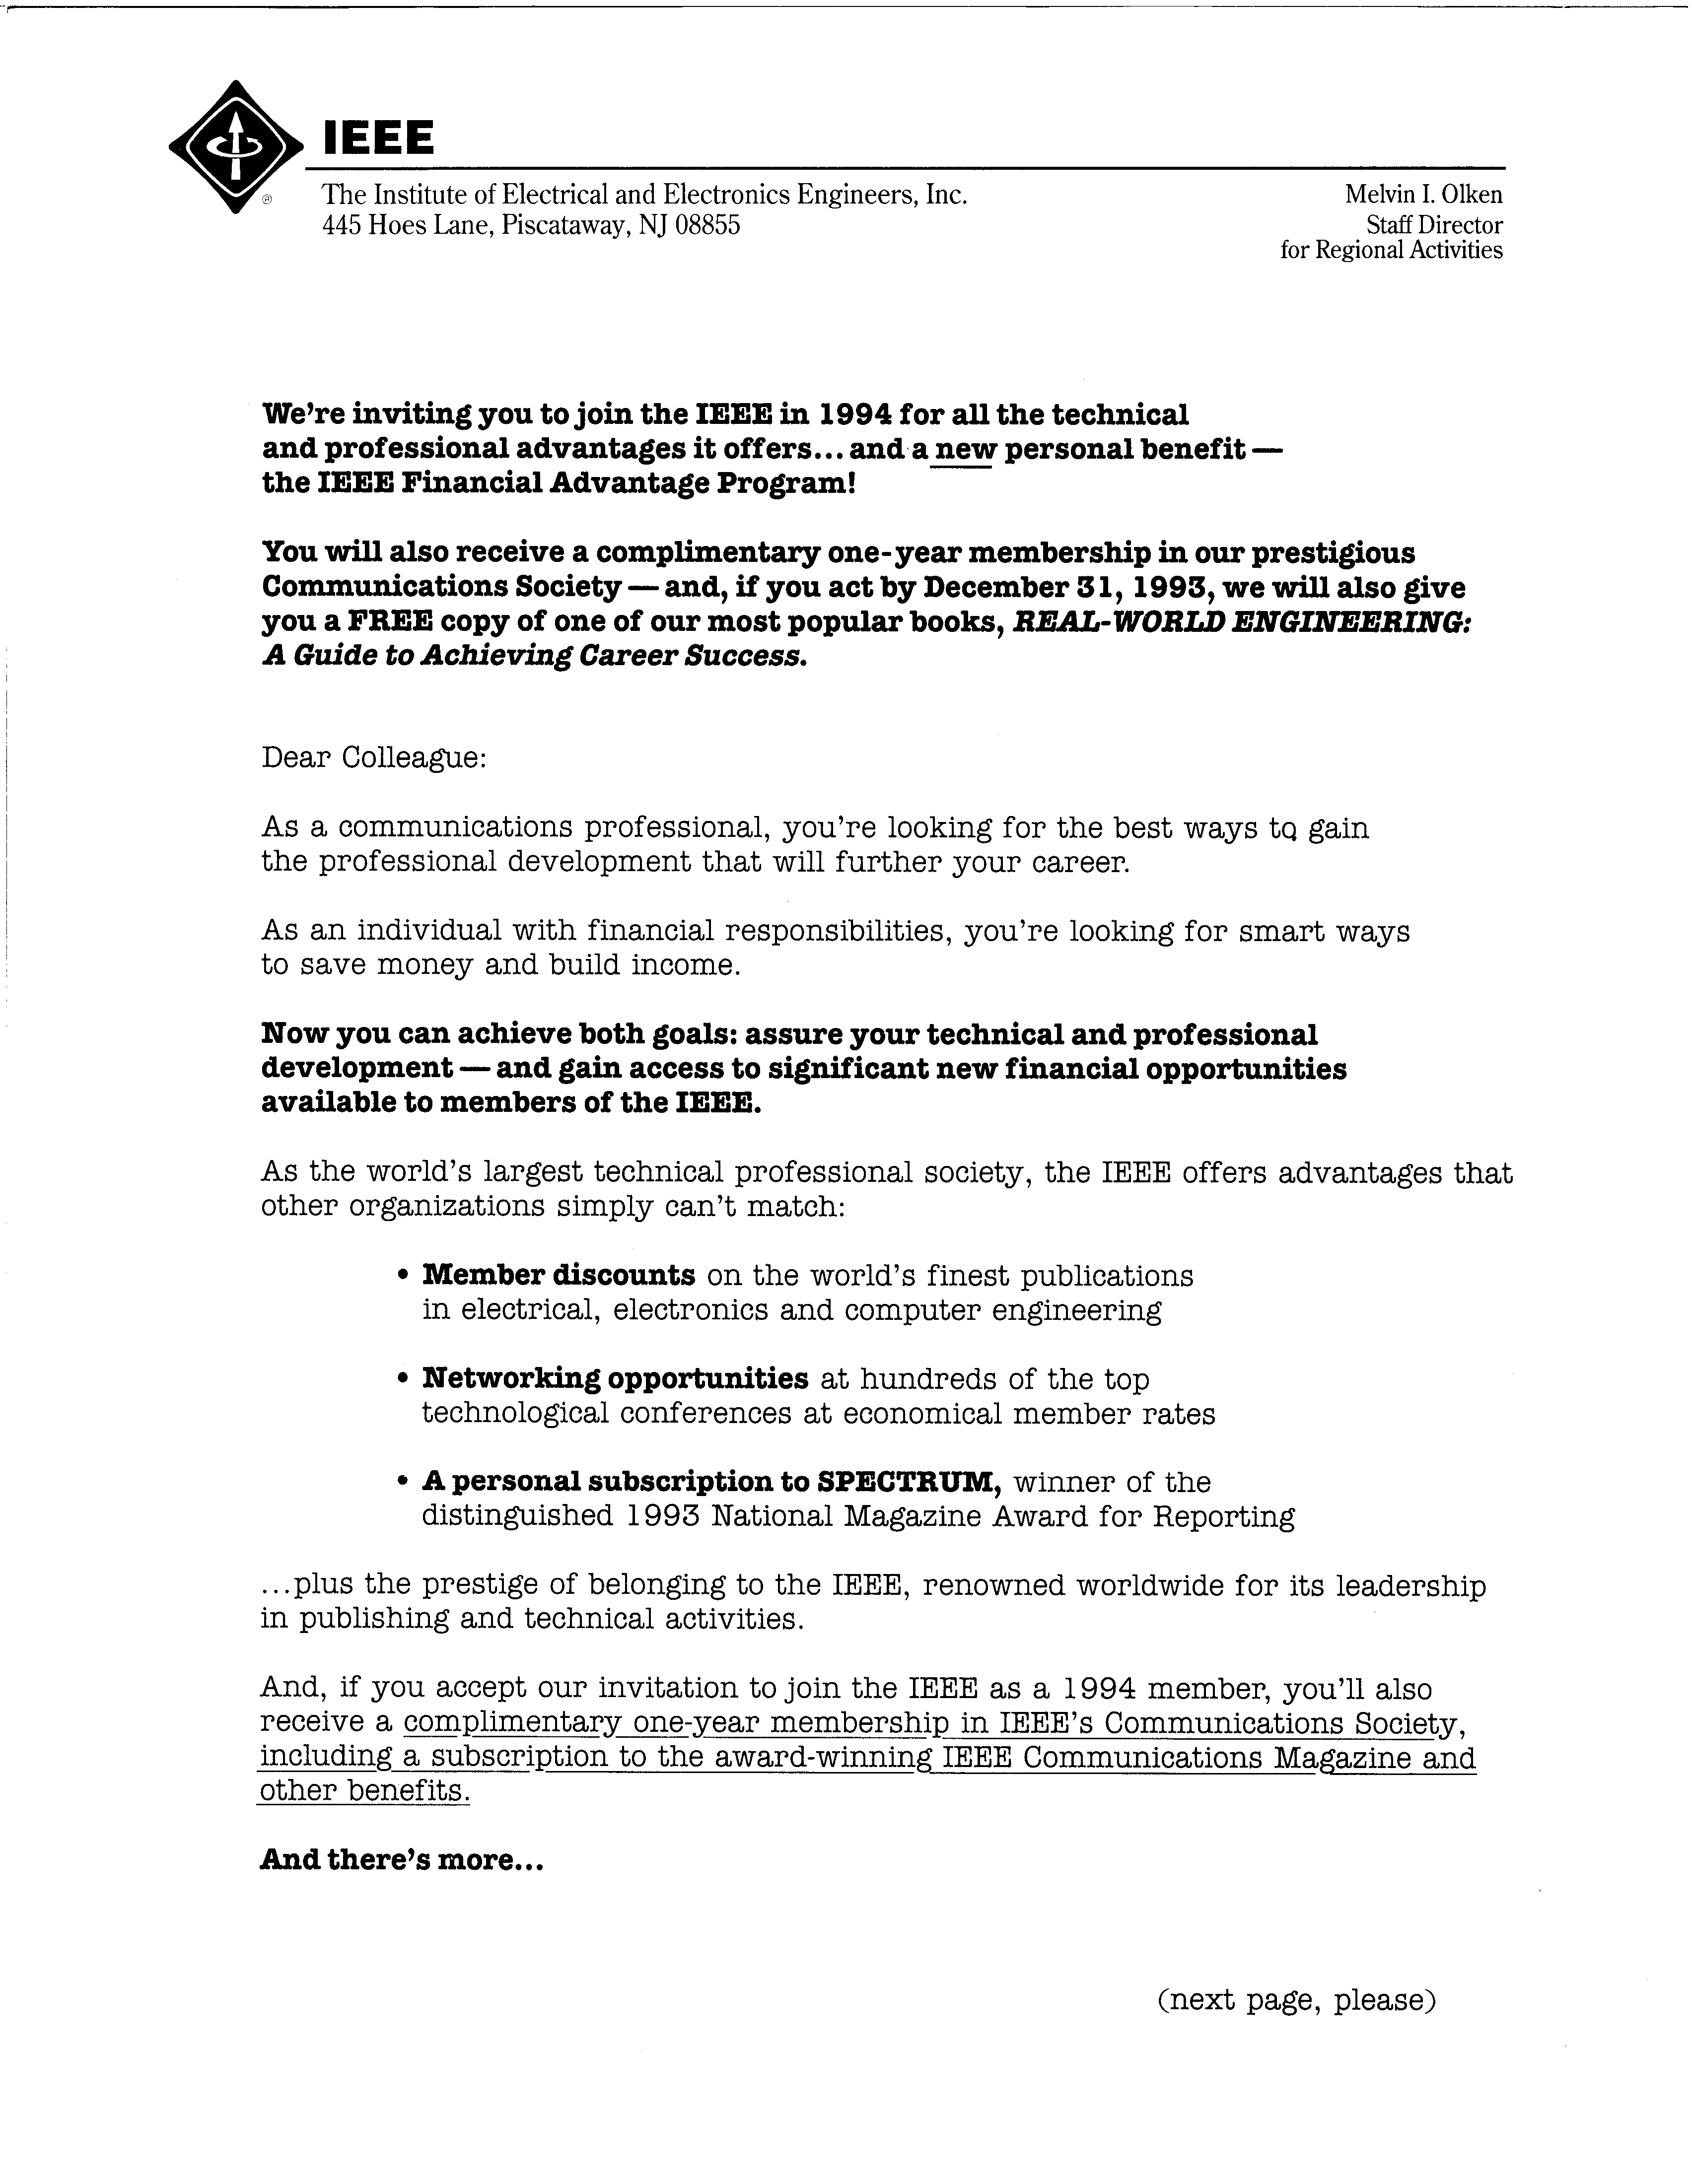 IEEE
The Institute of Electrical and Electronics Engineers, Inc.
445 Hoes Lane, Piscataway, NJ 08855
Melvin I. Olken
Staff Director
for Regional Activities
We're inviting you to join the IEEE in 1994 for all the technical
and professional advantages it offers... and a new personal benefit —
the IEEE Financial Advantage Program!
You will also receive a complimentary one-year membership in our prestigious
Communications Society — and, if you act by December 31, 1993, we will also give
you a FREE copy of one of our most popular books, REAL-WORLD ENGINEERING:
A Guide to Achieving Career Success.
Dear Colleague:
As a communications professional, you're looking for the best ways to gain
the professional development that will further your career.
As an individual with financial responsibilities, you're looking for smart ways
to save money and build income.
Now you can achieve both goals: assure your technical and professional
development — and gain access to significant new financial opportunities
available to members of the IEEE.
As the world's largest technical professional society, the IEEE offers advantages that
other organizations simply can't match:
• Member discounts on the world's finest publications
in electrical, electronics and computer engineering
• Networking opportunities at hundreds of the top
technological conferences at economical member rates
• A personal subscription to SPECTRUM, winner of the
distinguished 1993 National Magazine Award for Reporting
...plus the prestige of belonging to the IEEE, renowned worldwide for its leadership
in publishing and technical activities.
And, if you accept our invitation to join the IEEE as a 1994 member, you'll also
receive a complimentary one-year membership in IEEE's Communications Society,
including a subscription to the award-winning IEEE Communications Magazine and
other benefits.
And there's more...
(next page, please)